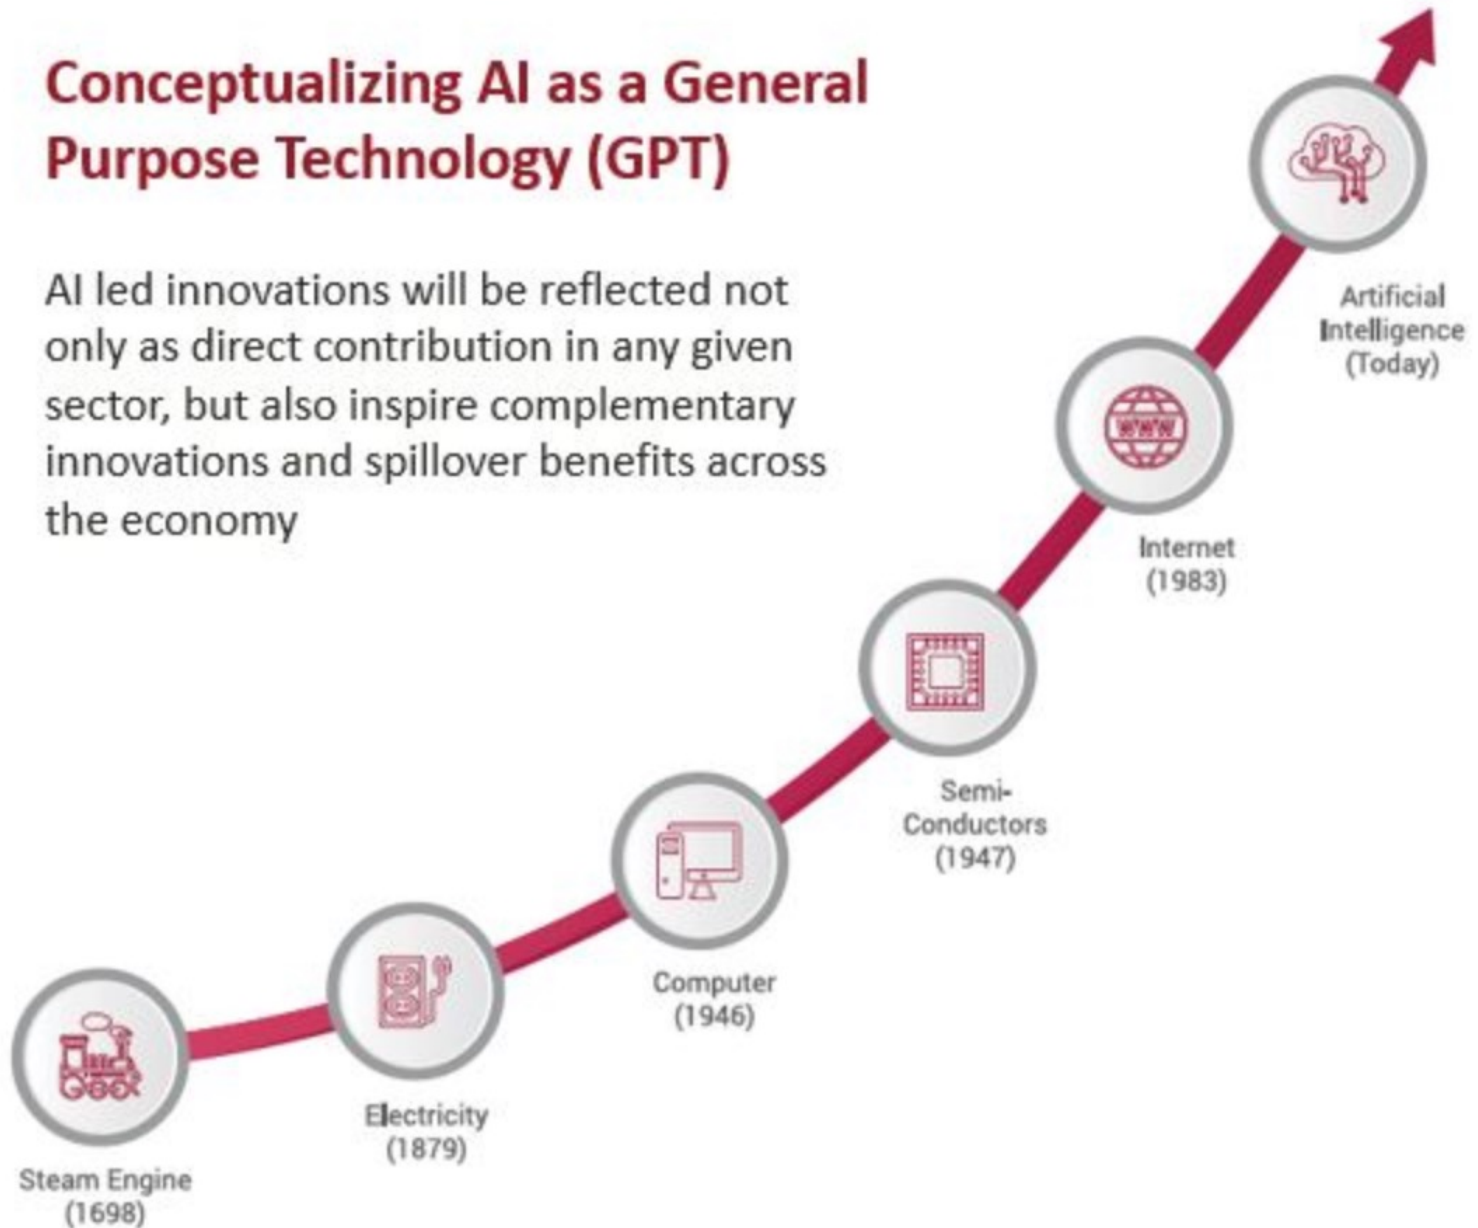 Conceptualizing AI as a General
Purpose Technology (GPT)
AI led innovations will be reflected not
only as direct contribution in any given
sector, but also inspire complementary
innovations and spillover benefits across
the economy
Artificial
Intelligence
(Today)
WWW
Internet
(1983)
Semi-
Conductors
(1947)
Computer
(1946)
Electricity
(1879)
Steam Engine
(1698)